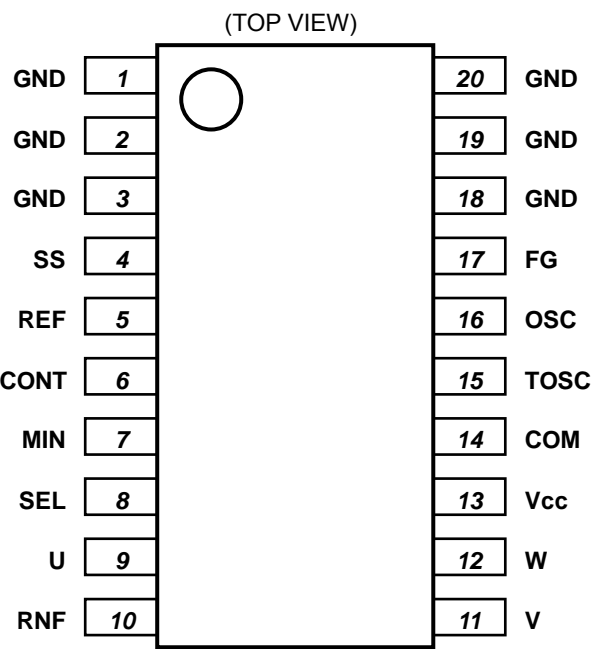 (TOP VIEW)
GND 1 20 GND
GND 2 19 GND
GND 3 18 GND
SS 4 17 FG
REF 5 16 OSC
CONT 6 15 TOSC
MIN 7 14 COM
SEL 8 13 Vcc
U 9 12 W
RNF 10 11 V